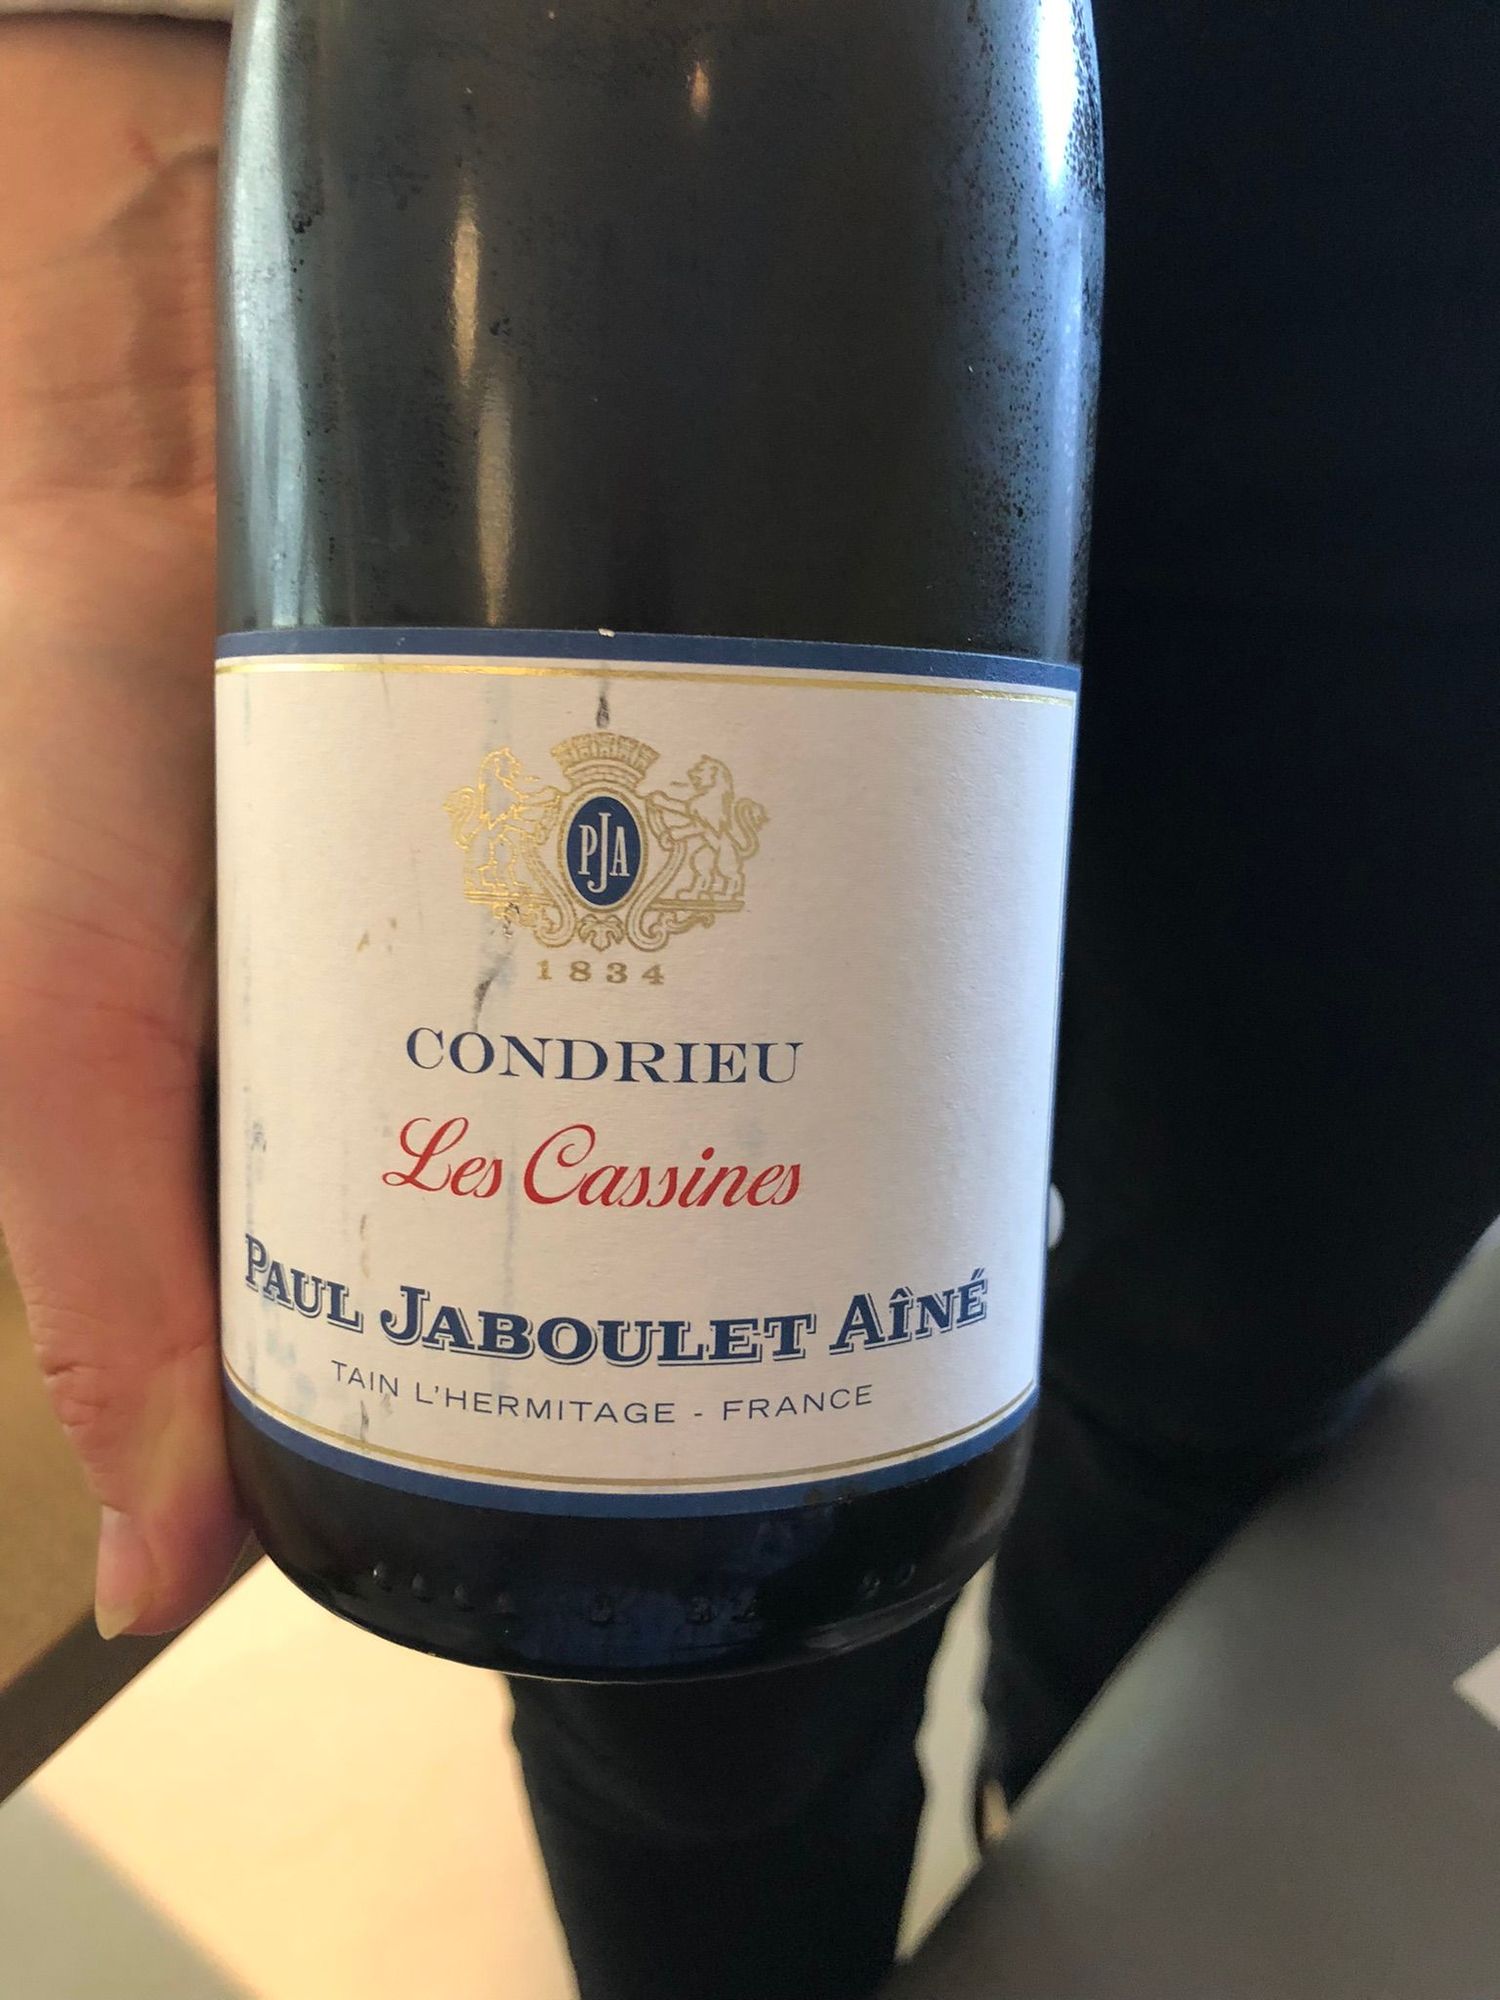 PJA
1834
CONDRIEU
Les Cassines
PAUL JABOULET AÎNÉ
TAIN L'HERMITAGE - FRANCE